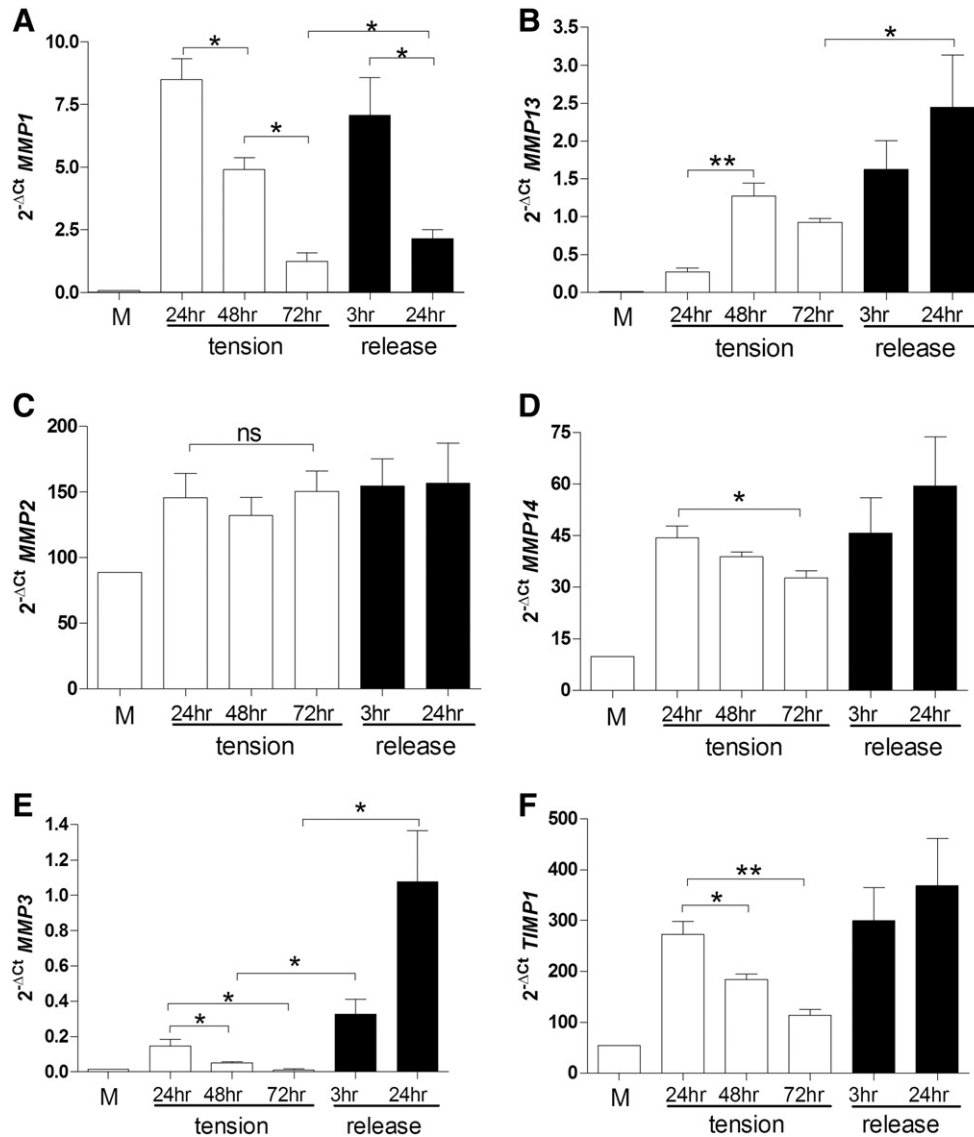 A
2^-ΔCt MMP1
10.0
7.5
5.0
2.5
0.0
* * * *
M 24hr 48hr 72hr 3hr 24hr
tension release
B
2^-ΔCt MMP13
3.5
3.0
2.5
2.0
1.5
1.0
0.5
0.0
** *
M 24hr 48hr 72hr 3hr 24hr
tension release
C
2^-ΔCt MMP2
200
150
100
50
0
ns
M 24hr 48hr 72hr 3hr 24hr
tension release
D
2^-ΔCt MMP14
75
60
45
30
15
0
*
M 24hr 48hr 72hr 3hr 24hr
tension release
E
2^-ΔCt MMP3
1.4
1.2
1.0
0.8
0.6
0.4
0.2
0.0
* * * *
M 24hr 48hr 72hr 3hr 24hr
tension release
F
2^-ΔCt TIMP1
500
400
300
200
100
0
* **
M 24hr 48hr 72hr 3hr 24hr
tension release